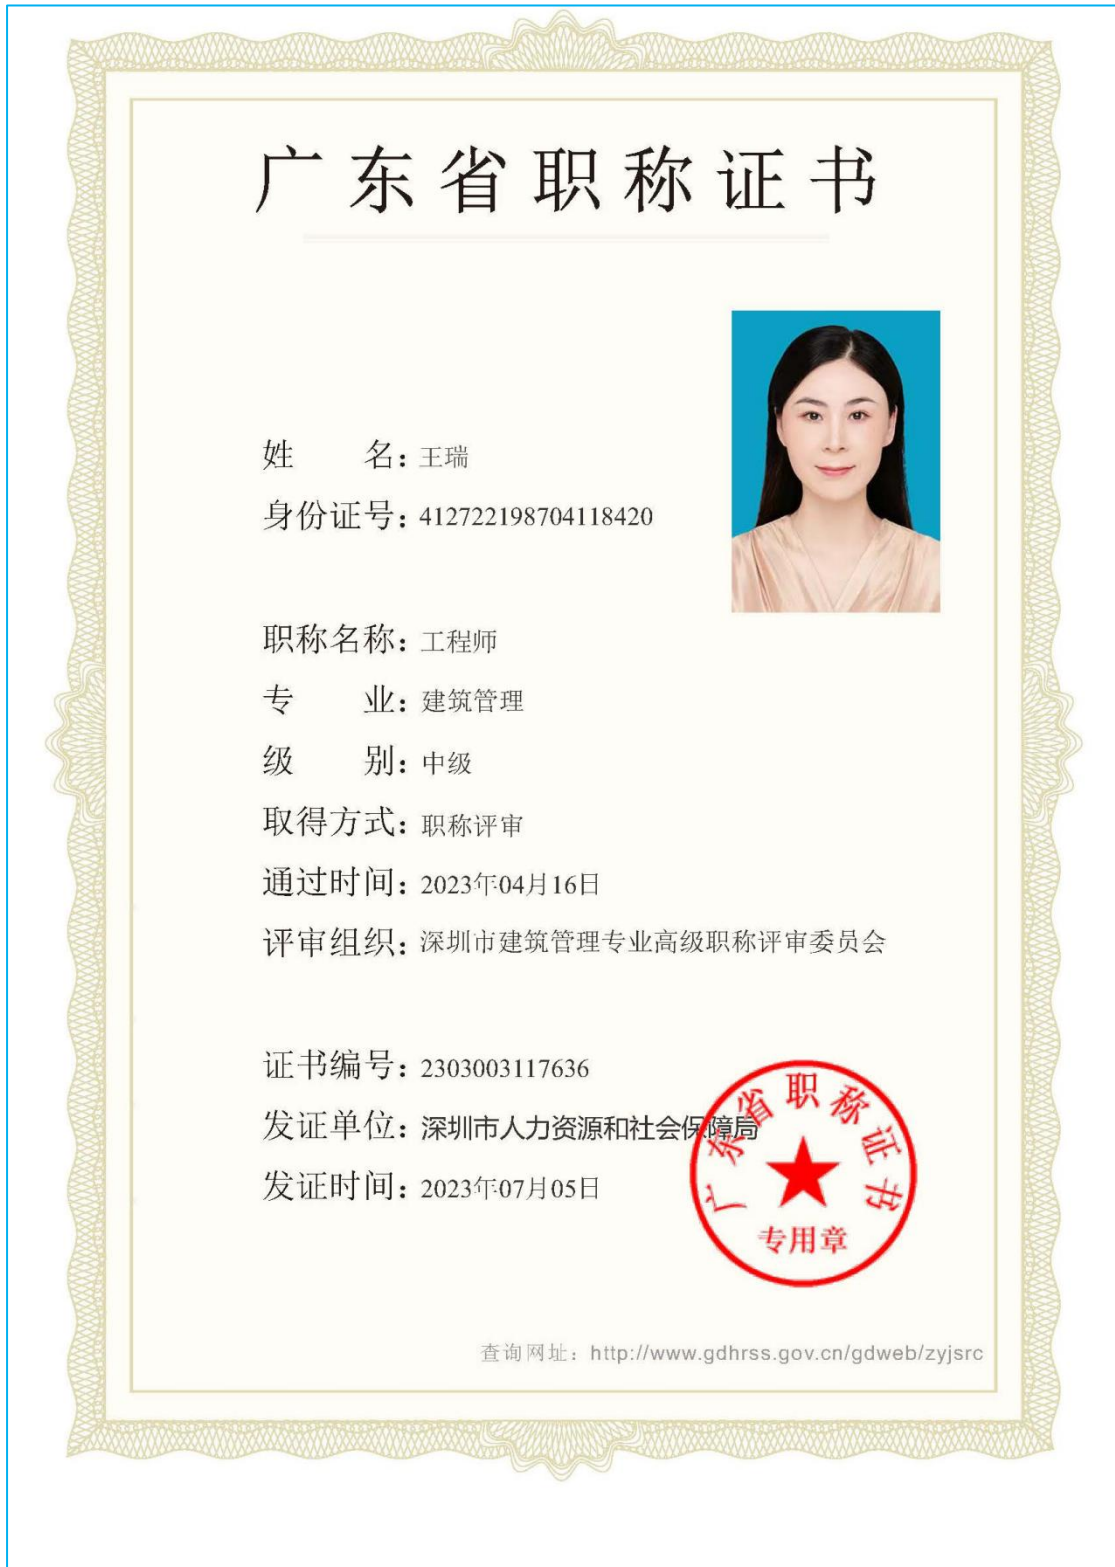 广东省职称证书
姓 名：王瑞
身份证号：412722198704118420
职称名称：工程师
专 业：建筑管理
级 别：中级
取得方式：职称评审
通过时间：2023年04月16日
评审组织：深圳市建筑管理专业高级职称评审委员会
证书编号：2303003117636
发证单位：深圳市人力资源和社会保障局
发证时间：2023年07月05日
广东省职称证书
专用章
查询网址：http://www.gdhrss.gov.cn/gdweb/zyjsrc